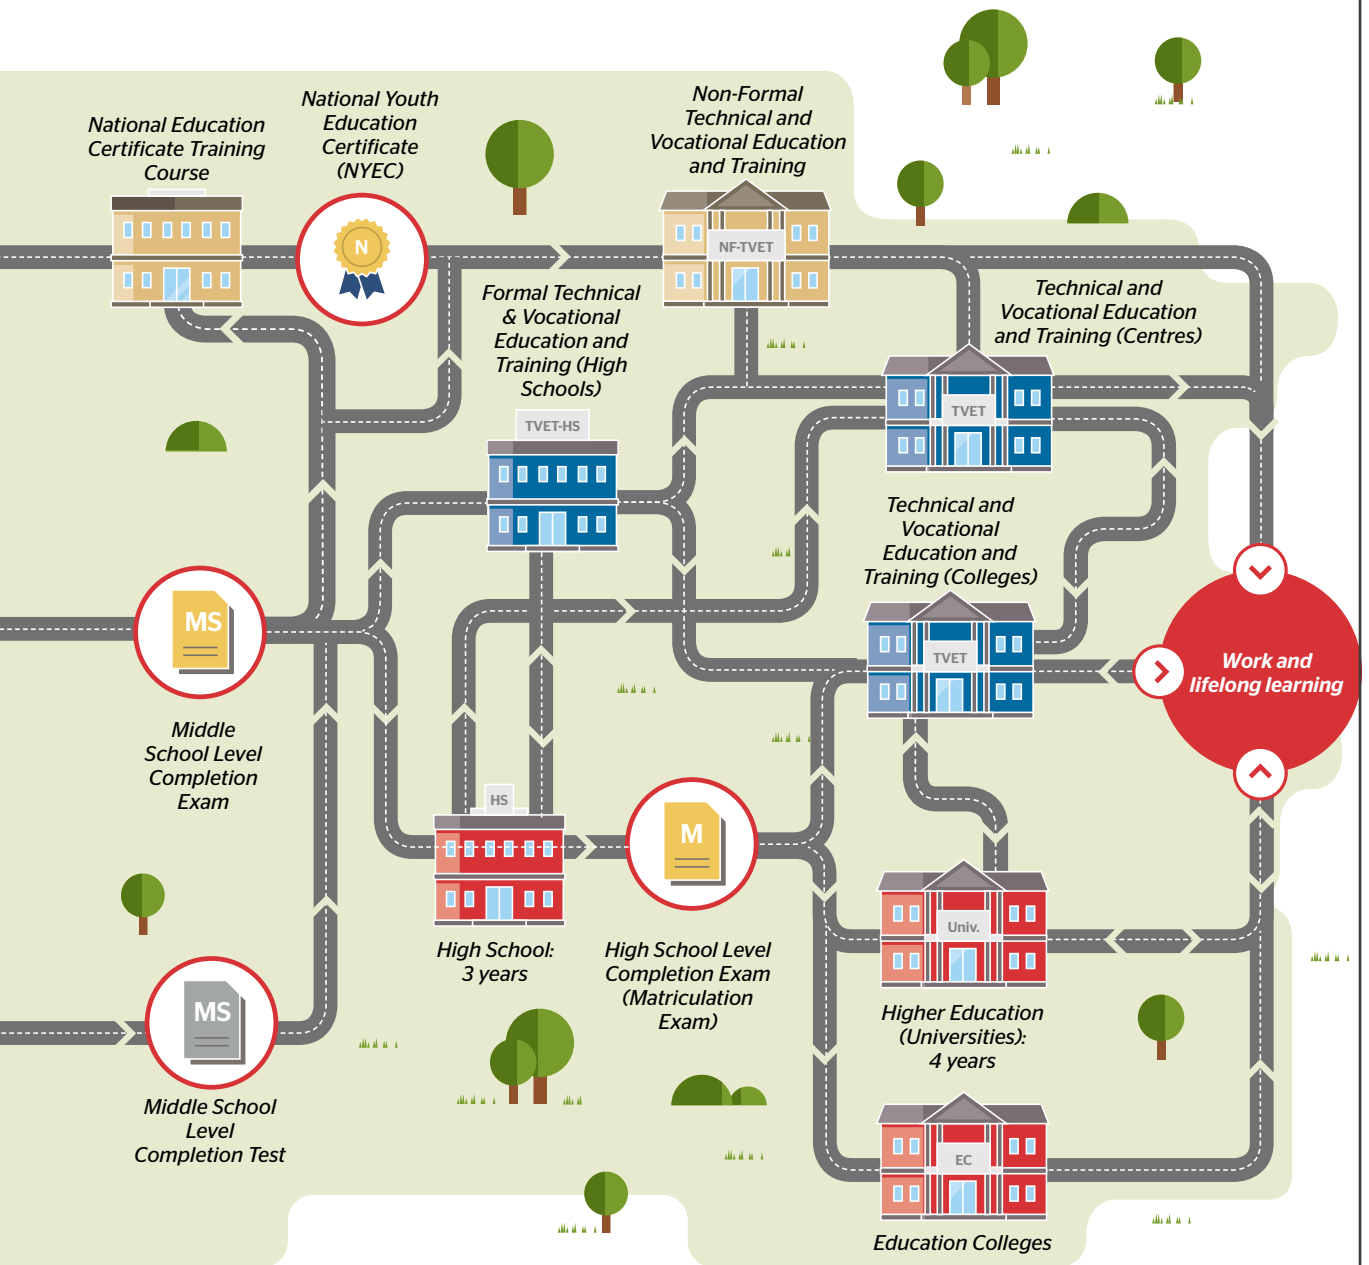 National Education
Certificate Training
Course
National Youth
Education
Certificate
(NYEC)
N
Non-Formal
Technical and
Vocational Education
and Training
NF-TVET
Formal Technical
& Vocational
Education and
Training (High
Schools)
TVET-HS
Technical and
Vocational Education
and Training (Centres)
TVET
Technical and
Vocational
Education and
Training (Colleges)
TVET
MS
Middle
School Level
Completion
Exam
Work and
lifelong learning
HS
High School:
3 years
M
High School Level
Completion Exam
(Matriculation
Exam)
Univ.
Higher Education
(Universities):
4 years
MS
Middle School
Level
Completion Test
EC
Education Colleges